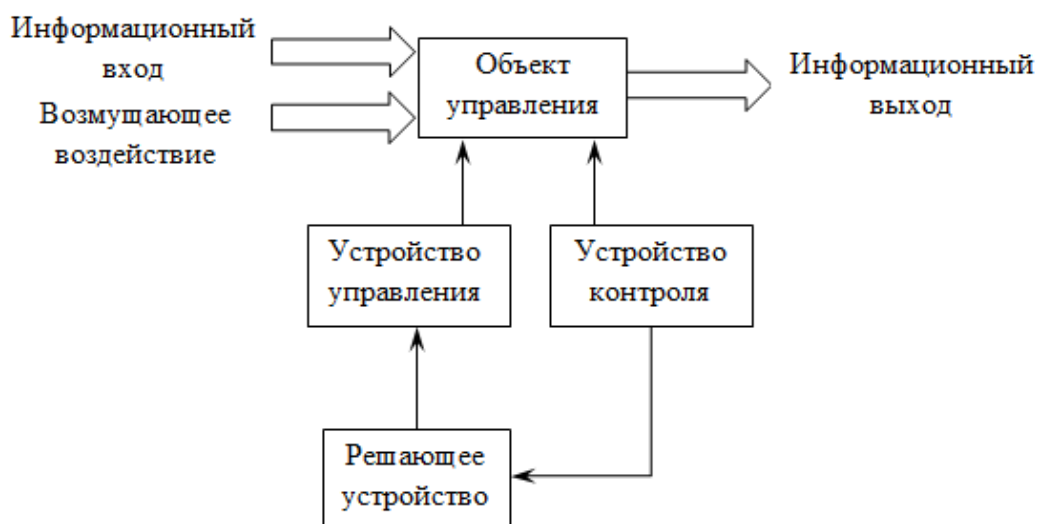 Информационный
вход
Возмущающее
воздействие
Объект
управления
Информационный
выход
Устройство
управления
Устройство
контроля
Решающее
устройство